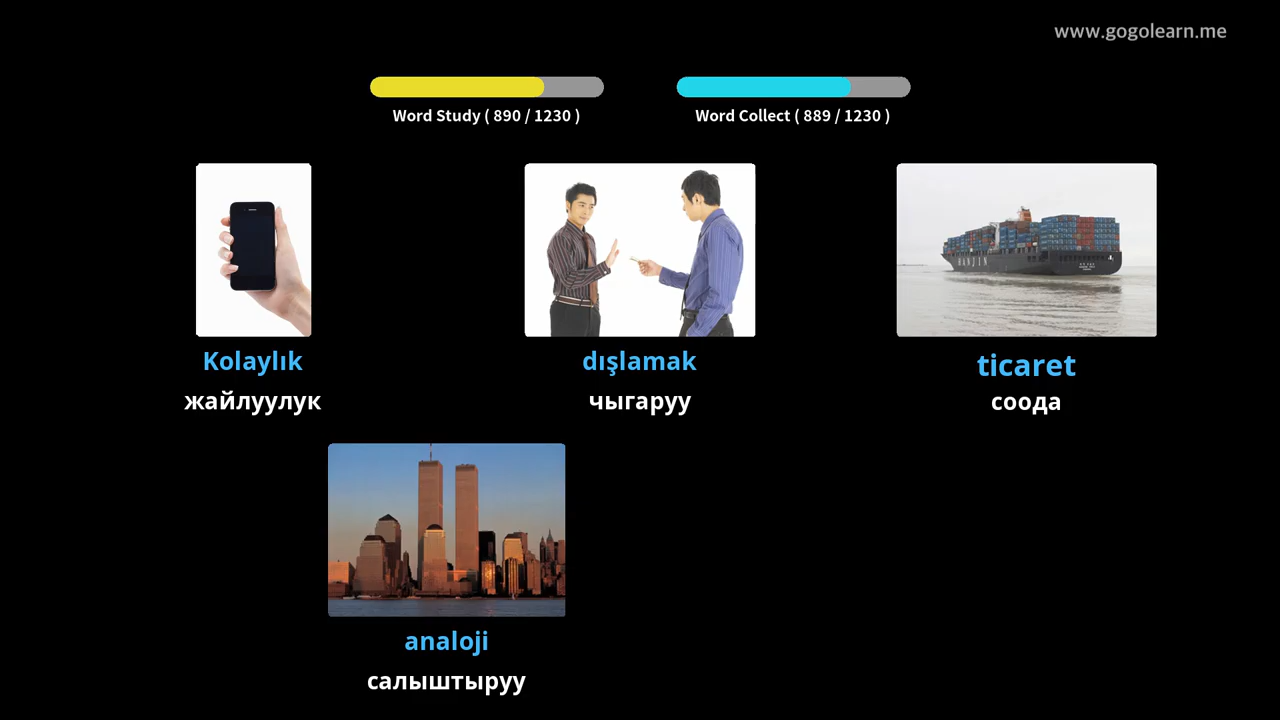 www.gogolearn.me
Word Study ( 890 / 1230 )
Word Collect ( 889 / 1230 )
HANJIN
Kolaylık
dışlamak
ticaret
жайлуулук
чыгаруу
соода
analoji
салыштыруу